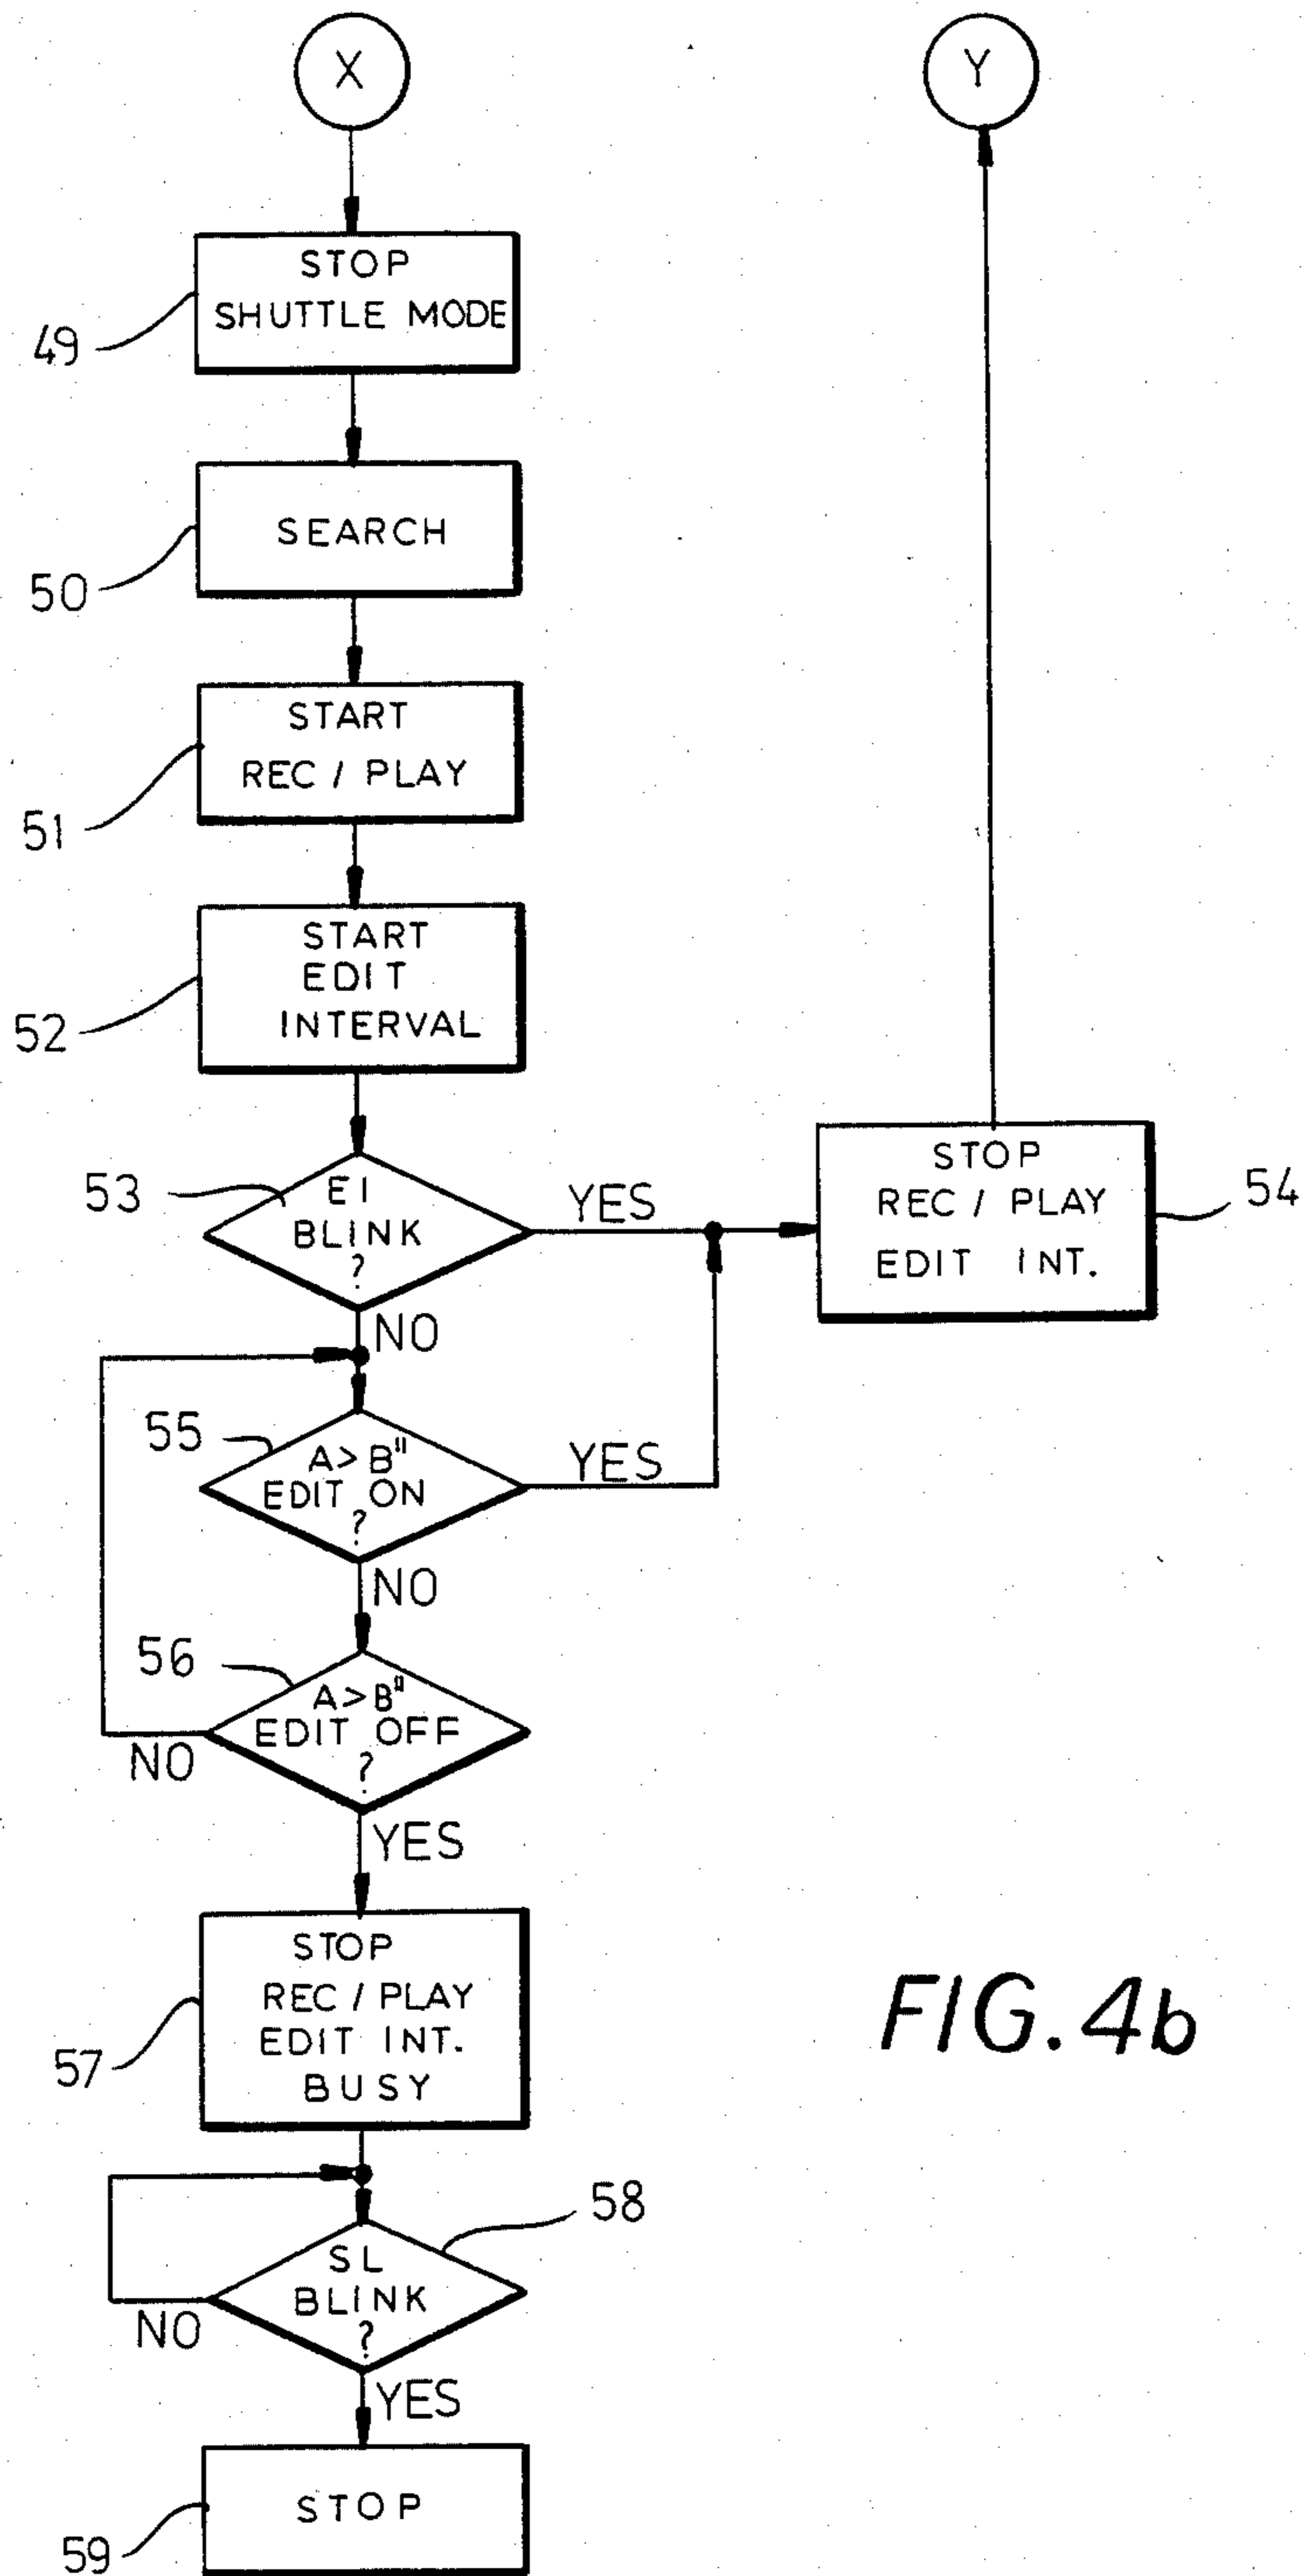 X
Y
STOP
SHUTTLE MODE
49
SEARCH
50
START
REC / PLAY
51
START
EDIT
INTERVAL
52
53
EI
BLINK
?
YES
NO
STOP
REC / PLAY
EDIT INT.
54
55
A > B"
EDIT ON
?
YES
NO
56
A > B"
EDIT OFF
?
NO
YES
STOP
REC / PLAY
EDIT INT.
BUSY
57
FIG. 4b
58
SL
BLINK
?
NO
YES
STOP
59